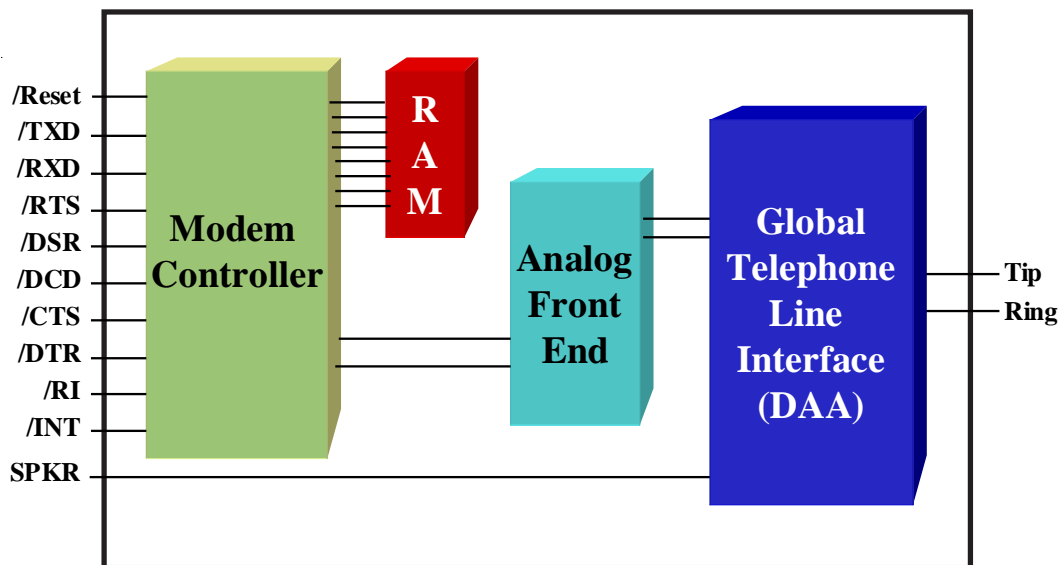 /Reset
/TXD
/RXD
/RTS
/DSR
/DCD
/CTS
/DTR
/RI
/INT
SPKR
Modem
Controller
R
A
M
Analog
Front
End
Global
Telephone
Line
Interface
(DAA)
Tip
Ring